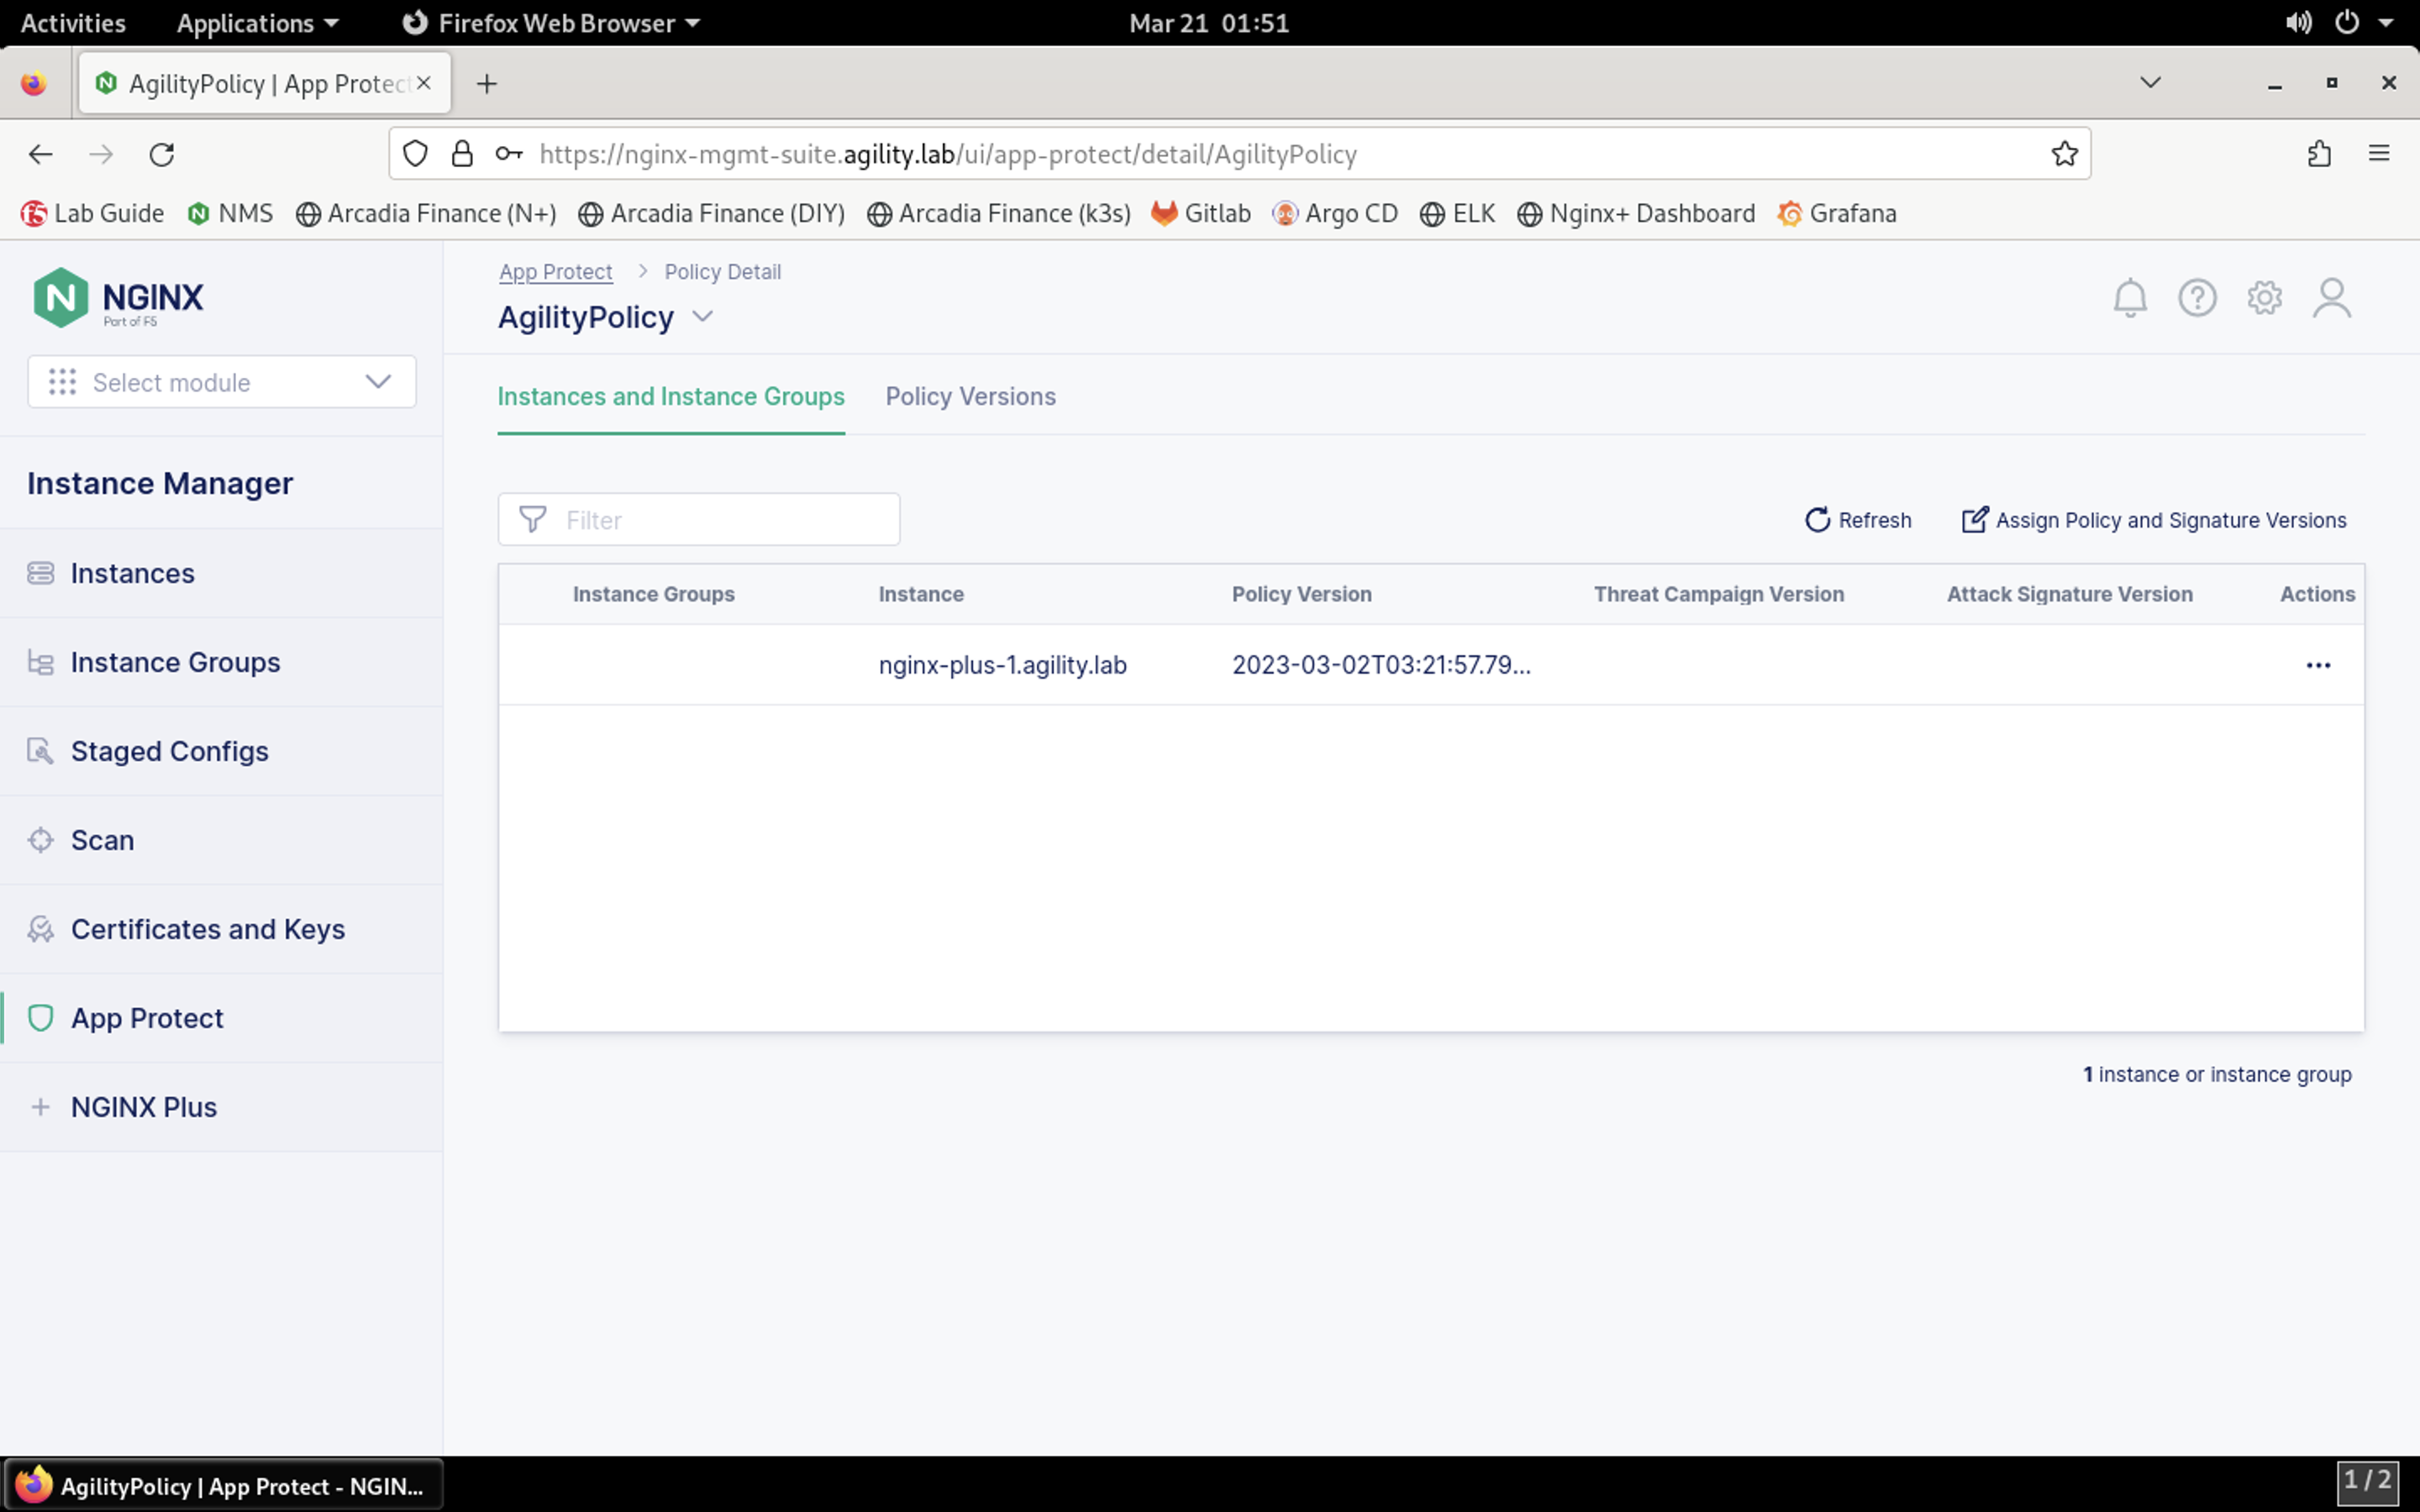 Activities Applications Firefox Web Browser Mar 21 01:51
AgilityPolicy | App Protect
https://nginx-mgmt-suite.agility.lab/ui/app-protect/detail/AgilityPolicy
Lab Guide NMS Arcadia Finance (N+) Arcadia Finance (DIY) Arcadia Finance (k3s) Gitlab Argo CD ELK Nginx+ Dashboard Grafana
NGINX
Part of F5
Select module
Instance Manager
Instances
Instance Groups
Staged Configs
Scan
Certificates and Keys
App Protect
NGINX Plus
App Protect > Policy Detail
AgilityPolicy
Instances and Instance Groups Policy Versions
Filter Refresh Assign Policy and Signature Versions
Instance Groups Instance Policy Version Threat Campaign Version Attack Signature Version Actions
nginx-plus-1.agility.lab 2023-03-02T03:21:57.79...
1 instance or instance group
AgilityPolicy | App Protect - NGIN... 1 / 2